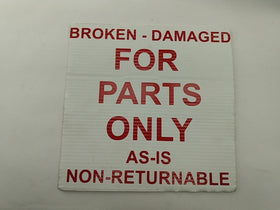 BROKEN - DAMAGED
FOR
PARTS
ONLY
AS-IS
NON-RETURNABLE